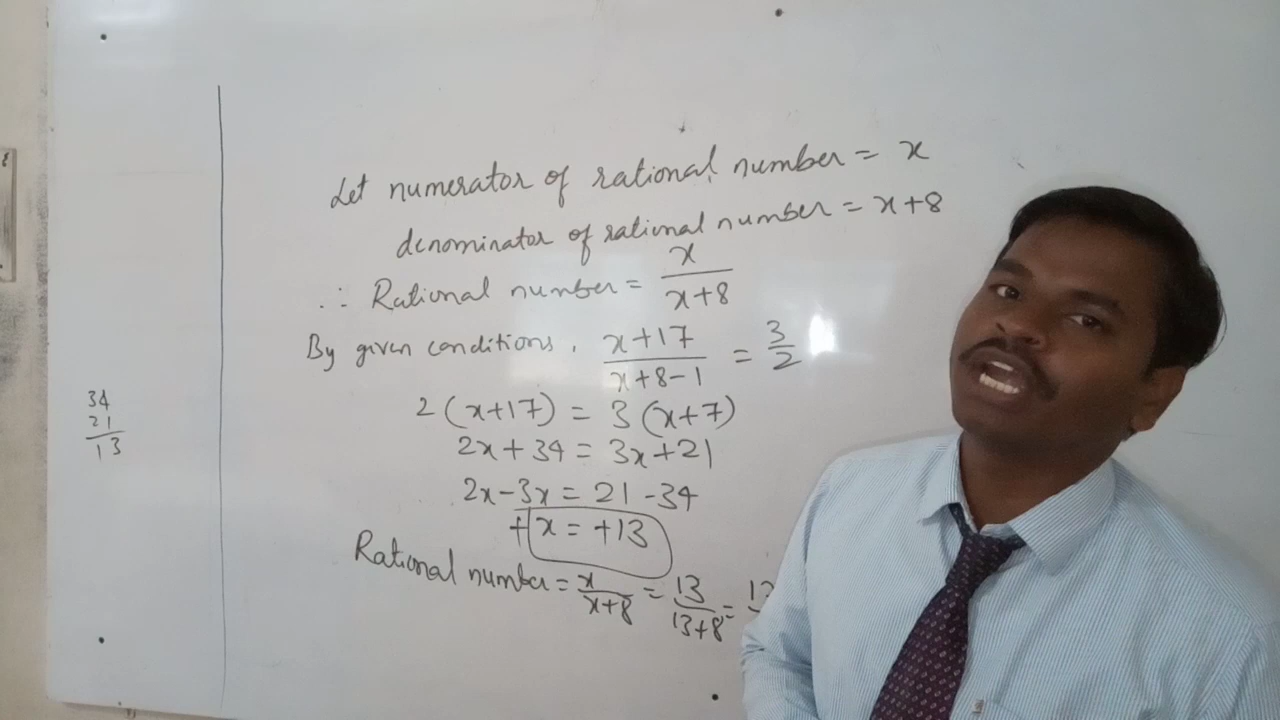 Let numerator of rational number = x
denominator of rational number = x+8
∴ Rational number = x/(x+8)
By given conditions, (x+17)/(x+8-1) = 3/2
2(x+17) = 3(x+7)
2x+34 = 3x+21
2x-3x = 21-34
+x = +13
Rational number = x/(x+8) = 13/(13+8) =
34
21
13